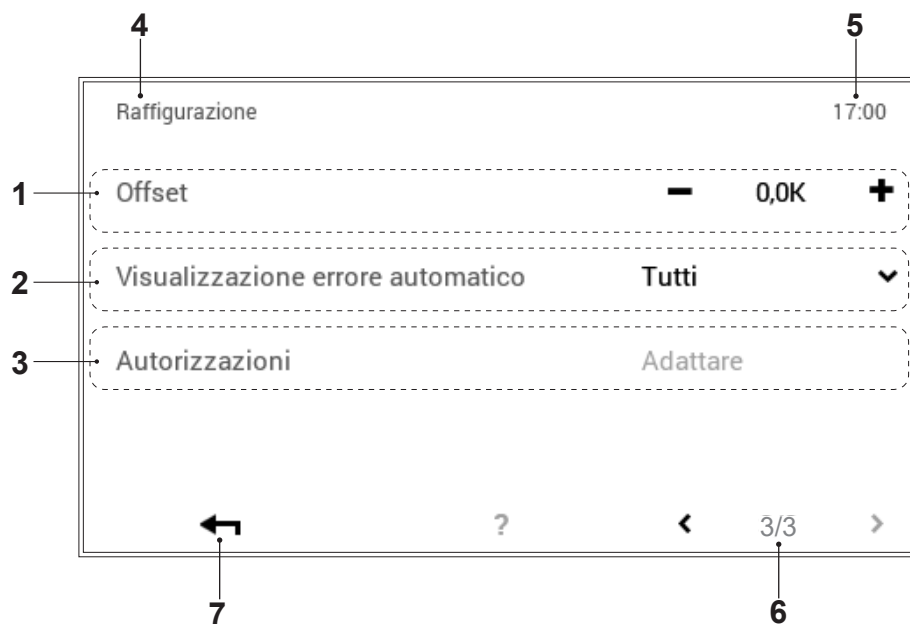 4 5
Raffigurazione 17:00
1 Offset − 0,0K +
2 Visualizzazione errore automatico Tutti
3 Autorizzazioni Adattare
? < 3/3 >
7 6